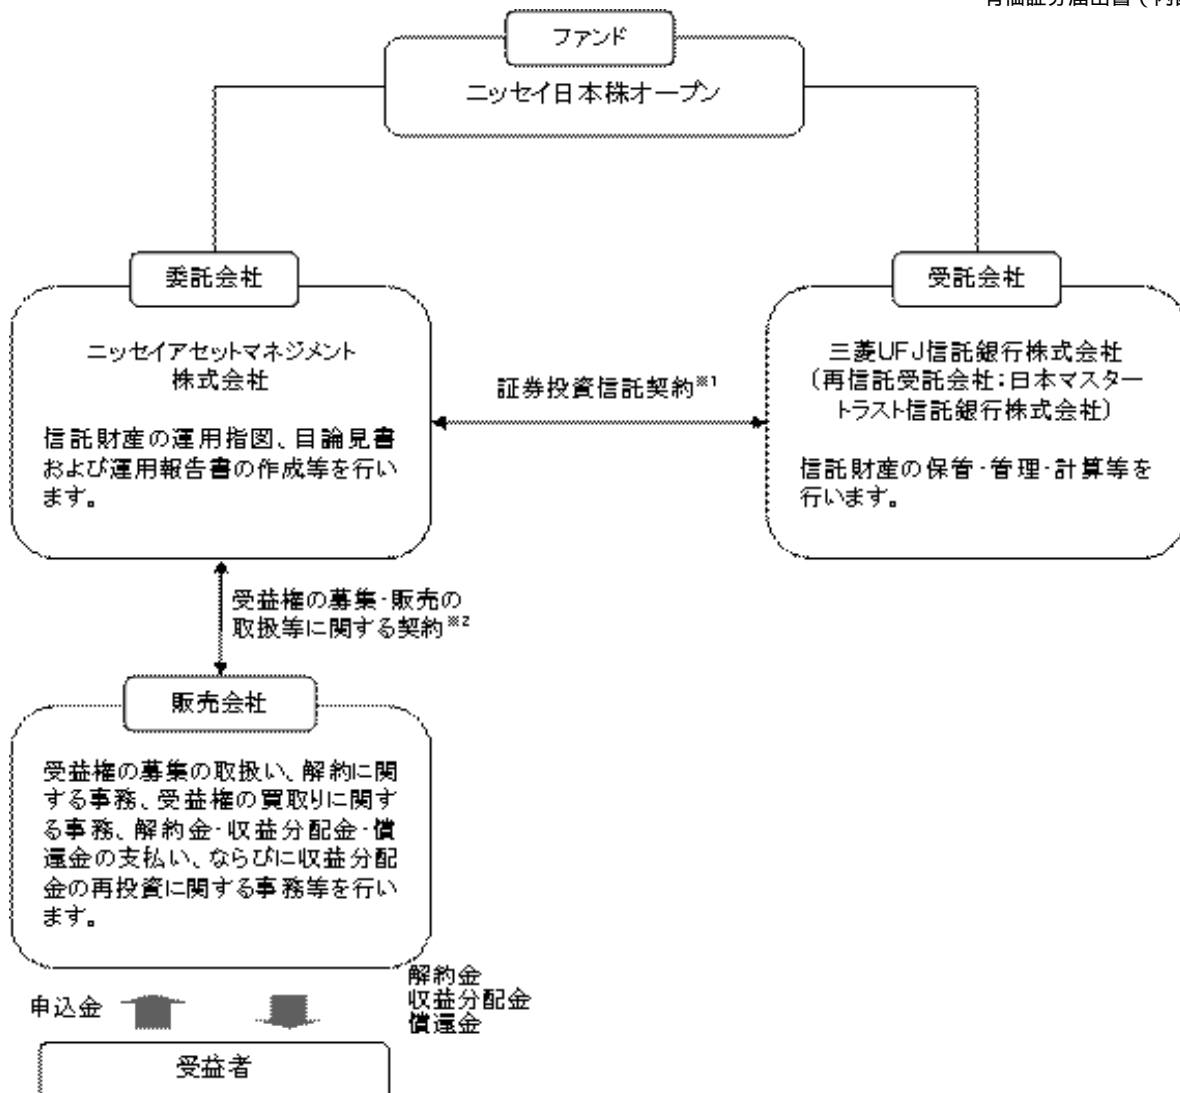 有価証券届出書（内
ファンド
ニッセイ日本株オープン
委託会社
ニッセイアセットマネジメント
株式会社
信託財産の運用指図、目論見書
および運用報告書の作成等を行い
ます。
証券投資信託契約※1
受託会社
三菱UFJ信託銀行株式会社
（再信託受託会社：日本マスター
トラスト信託銀行株式会社）
信託財産の保管・管理・計算等を
行います。
受益権の募集・販売の
取扱等に関する契約※2
販売会社
受益権の募集の取扱い、解約に関
する事務、受益権の買取りに関す
る事務、解約金・収益分配金・償
還金の支払い、ならびに収益分配
金の再投資に関する事務等を行い
ます。
申込金
解約金
収益分配金
償還金
受益者